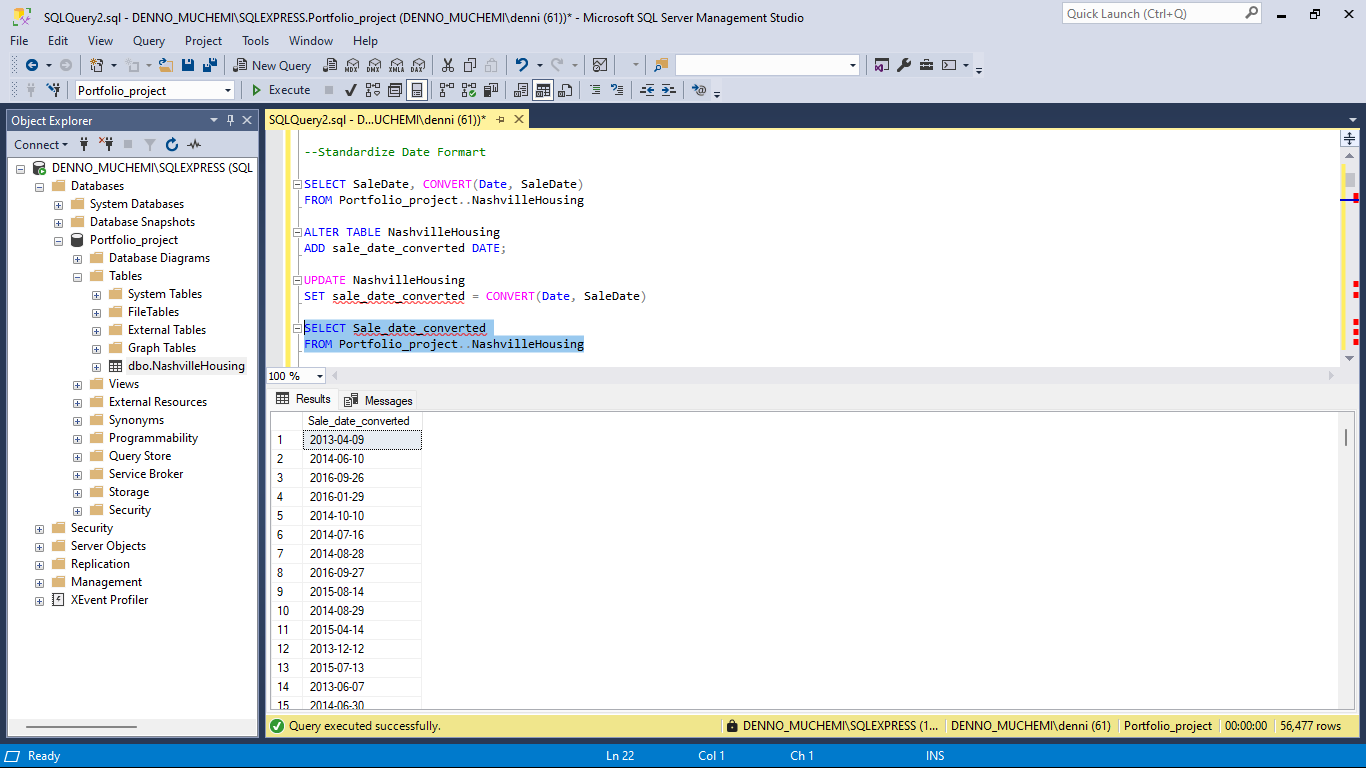 SQLQuery2.sql - DENNO_MUCHEMI\SQLEXPRESS.Portfolio_project (DENNO_MUCHEMI\denni (61))* - Microsoft SQL Server Management Studio
Quick Launch (Ctrl+Q)
File Edit View Query Project Tools Window Help
New Query
MDX DMX XMLA DAX
Portfolio_project
Execute
Object Explorer
Connect
DENNO_MUCHEMI\SQLEXPRESS (SQL
Databases
System Databases
Database Snapshots
Portfolio_project
Database Diagrams
Tables
System Tables
FileTables
External Tables
Graph Tables
dbo.NashvilleHousing
Views
External Resources
Synonyms
Programmability
Query Store
Service Broker
Storage
Security
Security
Server Objects
Replication
Management
XEvent Profiler
SQLQuery2.sql - D...UCHEMI\denni (61))*
--Standardize Date Formart
SELECT SaleDate, CONVERT(Date, SaleDate)
FROM Portfolio_project..NashvilleHousing
ALTER TABLE NashvilleHousing
ADD sale_date_converted DATE;
UPDATE NashvilleHousing
SET sale_date_converted = CONVERT(Date, SaleDate)
SELECT Sale_date_converted
FROM Portfolio_project..NashvilleHousing
100 %
Results Messages
Sale_date_converted
1 2013-04-09
2 2014-06-10
3 2016-09-26
4 2016-01-29
5 2014-10-10
6 2014-07-16
7 2014-08-28
8 2016-09-27
9 2015-08-14
10 2014-08-29
11 2015-04-14
12 2013-12-12
13 2015-07-13
14 2013-06-07
15 2014-06-30
Query executed successfully.
DENNO_MUCHEMI\SQLEXPRESS (1... DENNO_MUCHEMI\denni (61) Portfolio_project 00:00:00 56,477 rows
Ready
Ln 22 Col 1 Ch 1 INS